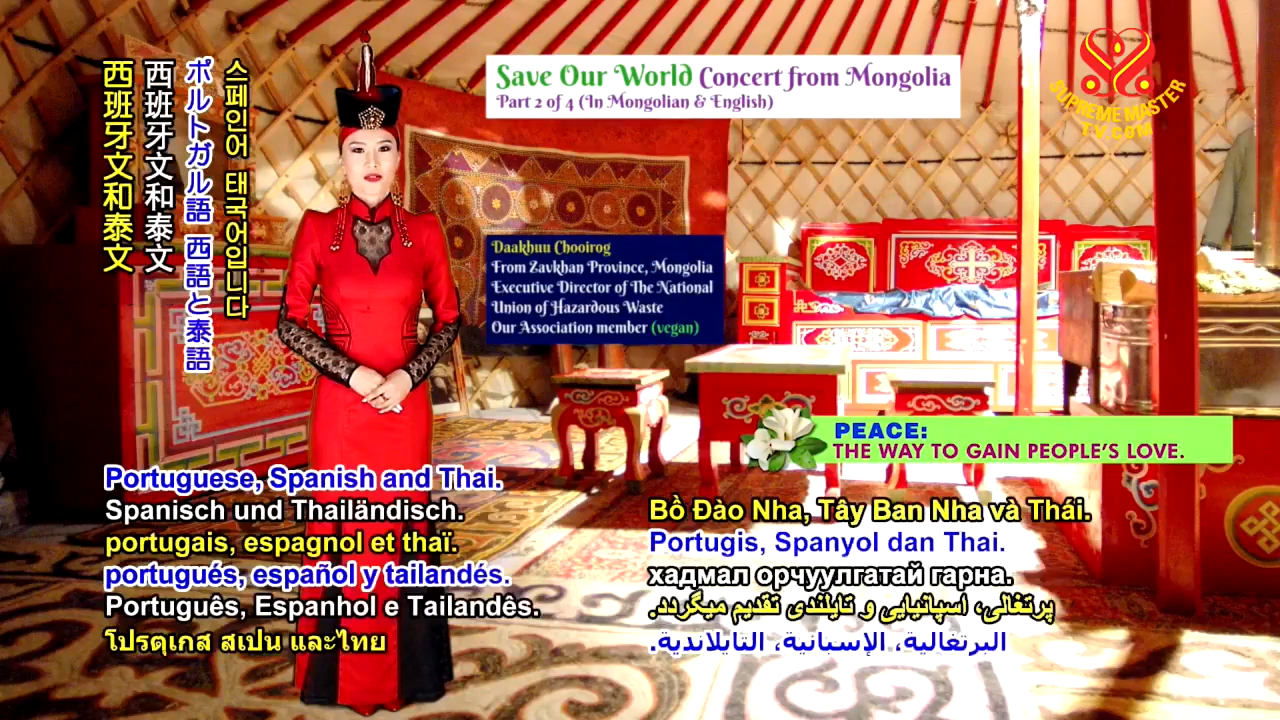 Save Our World Concert from Mongolia
Part 2 of 4 (In Mongolian & English)
SUPREME MASTER
TV.COM
西班牙文和泰文
西班牙文和泰文
ポルトガル語 西語と泰語
스페인어 태국어입니다
Daakhuu Chooirog
From Zavkhan Province, Mongolia
Executive Director of The National
Union of Hazardous Waste
Our Association member (vegan)
PEACE:
THE WAY TO GAIN PEOPLE'S LOVE.
Portuguese, Spanish and Thai.
Spanisch und Thailändisch.
portugais, espagnol et thaï.
portugués, español y tailandés.
Português, Espanhol e Tailandês.
โปรตุเกส สเปน และไทย
Bồ Đào Nha, Tây Ban Nha và Thái.
Portugis, Spanyol dan Thai.
хадмал орчуулгатай гарна.
پرتغالی، اسپانیایی و تایلندی تقدیم میگردد.
البرتغالية، الإسبانية، التايلاندية.